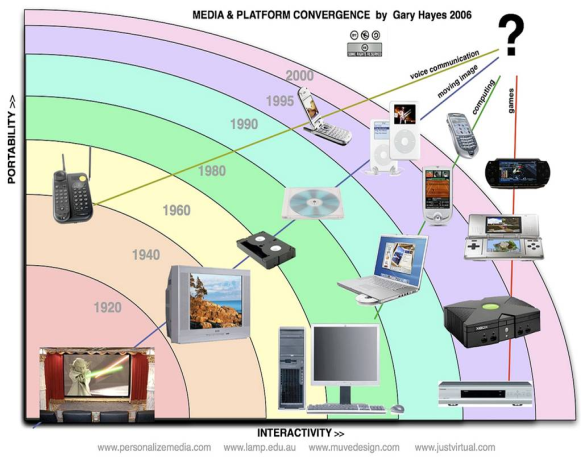 MEDIA & PLATFORM CONVERGENCE by Gary Hayes 2006
?
voice communication
moving image
computing
games
2000
1995
1990
1980
1960
1940
1920
PORTABILITY >>
INTERACTIVITY >>
www.personalizemedia.com www.lamp.edu.au www.muvedesign.com www.justvirtual.com